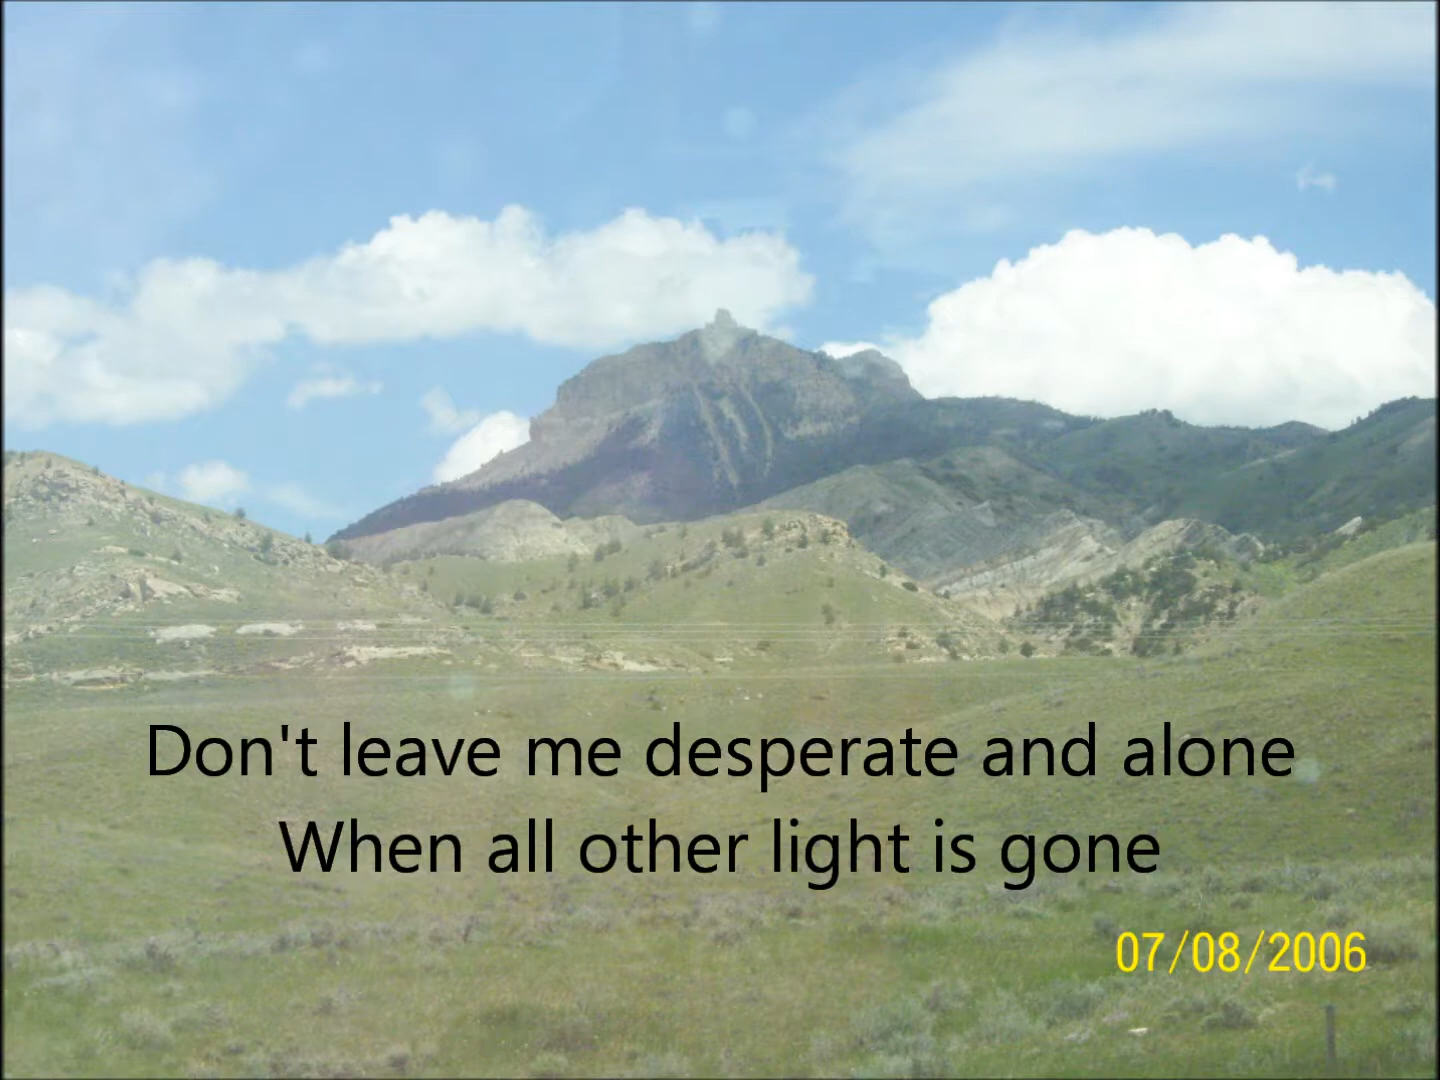 Don't leave me desperate and alone
When all other light is gone
07/08/2006